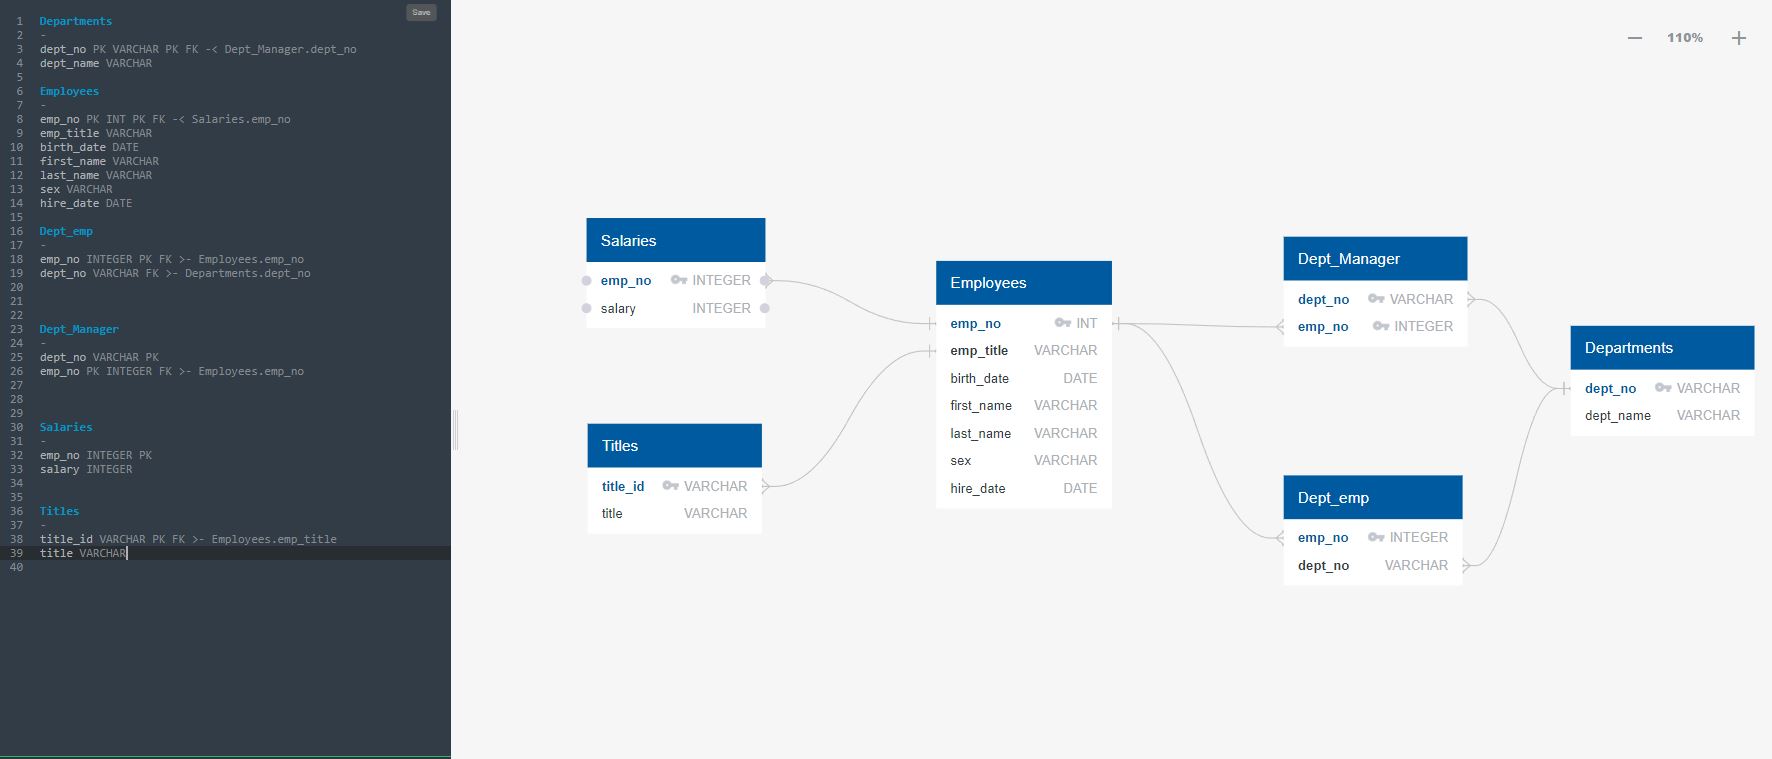 Save
1 Departments
2 -
3 dept_no PK VARCHAR PK FK -< Dept_Manager.dept_no
4 dept_name VARCHAR
5
6 Employees
7 -
8 emp_no PK INT PK FK -< Salaries.emp_no
9 emp_title VARCHAR
10 birth_date DATE
11 first_name VARCHAR
12 last_name VARCHAR
13 sex VARCHAR
14 hire_date DATE
15
16 Dept_emp
17 -
18 emp_no INTEGER PK FK >- Employees.emp_no
19 dept_no VARCHAR FK >- Departments.dept_no
20
21
22
23 Dept_Manager
24 -
25 dept_no VARCHAR PK
26 emp_no PK INTEGER FK >- Employees.emp_no
27
28
29
30 Salaries
31 -
32 emp_no INTEGER PK
33 salary INTEGER
34
35
36 Titles
37 -
38 title_id VARCHAR PK FK >- Employees.emp_title
39 title VARCHAR
40
110%
Salaries
emp_no INTEGER
salary INTEGER
Titles
title_id VARCHAR
title VARCHAR
Employees
emp_no INT
emp_title VARCHAR
birth_date DATE
first_name VARCHAR
last_name VARCHAR
sex VARCHAR
hire_date DATE
Dept_Manager
dept_no VARCHAR
emp_no INTEGER
Dept_emp
emp_no INTEGER
dept_no VARCHAR
Departments
dept_no VARCHAR
dept_name VARCHAR